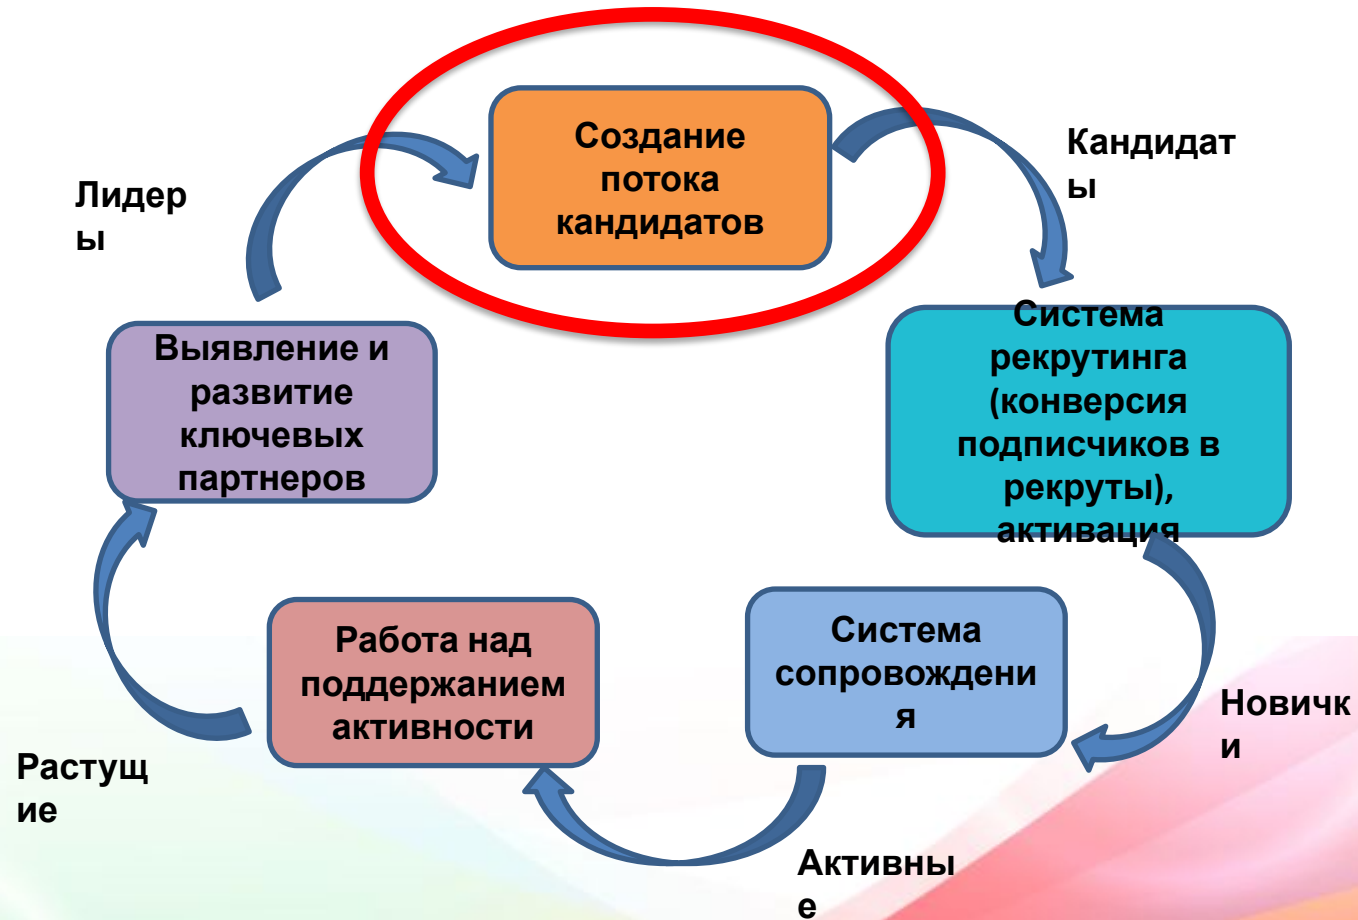 Создание
потока
кандидатов
Кандидат
ы
Лидер
ы
Система
рекрутинга
(конверсия
подписчиков в
рекруты),
активация
Выявление и
развитие
ключевых
партнеров
Работа над
поддержанием
активности
Система
сопровождени
я
Новичк
и
Растущ
ие
Активны
е